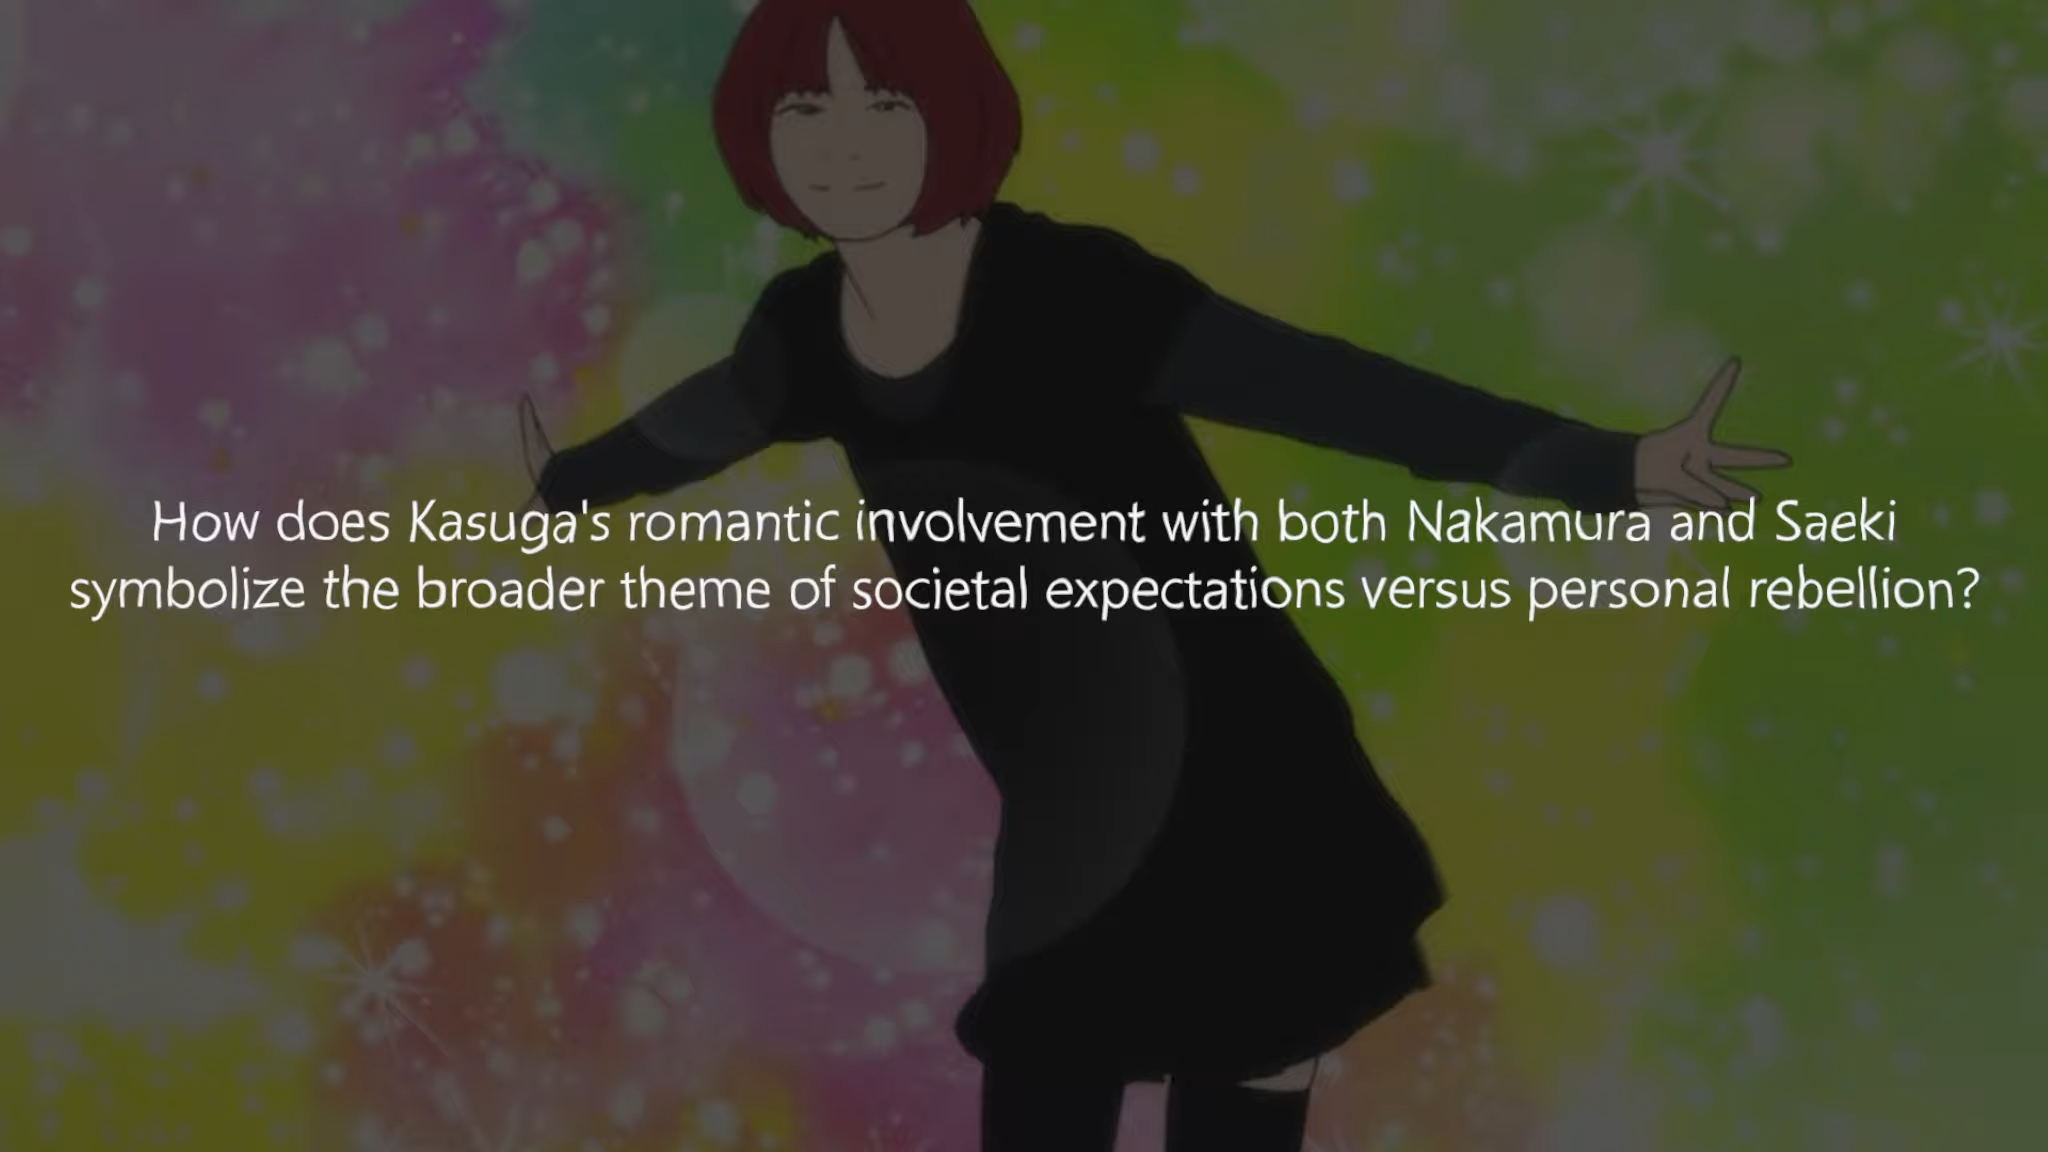 How does Kasuga's romantic involvement with both Nakamura and Saeki
symbolize the broader theme of societal expectations versus personal rebellion?